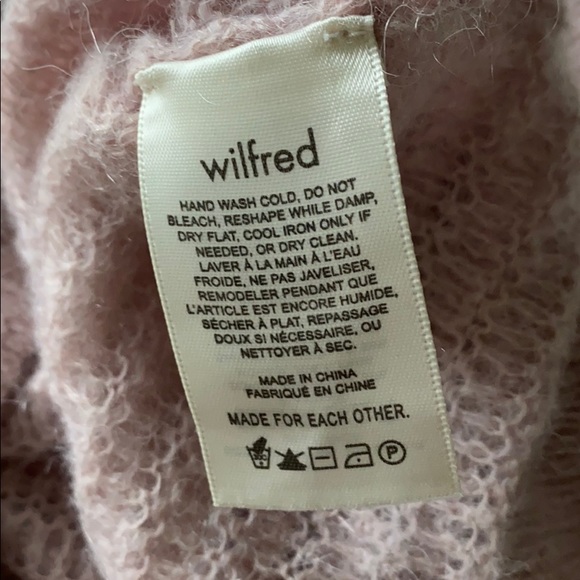 wilfred
HAND WASH COLD, DO NOT
BLEACH, RESHAPE WHILE DAMP,
DRY FLAT, COOL IRON ONLY IF
NEEDED, OR DRY CLEAN.
LAVER À LA MAIN À L'EAU
FROIDE, NE PAS JAVELISER,
REMODELER PENDANT QUE
L'ARTICLE EST ENCORE HUMIDE,
SÉCHER À PLAT, REPASSAGE
DOUX SI NÉCESSAIRE, OU
NETTOYER À SEC.
MADE IN CHINA
FABRIQUÉ EN CHINE
MADE FOR EACH OTHER.
P